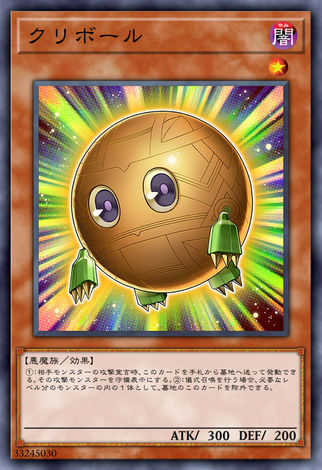 クリボール
闇
やみ
[悪魔族/効果]
①:相手モンスターの攻撃宣言時、このカードを手札から墓地へ送って発動でき
る。その攻撃モンスターを守備表示にする。②:儀式召喚を行う場合、必要なレ
ベル分のモンスターの内の1体として、墓地のこのカードを除外できる。
ATK/ 300 DEF/ 200
33245030